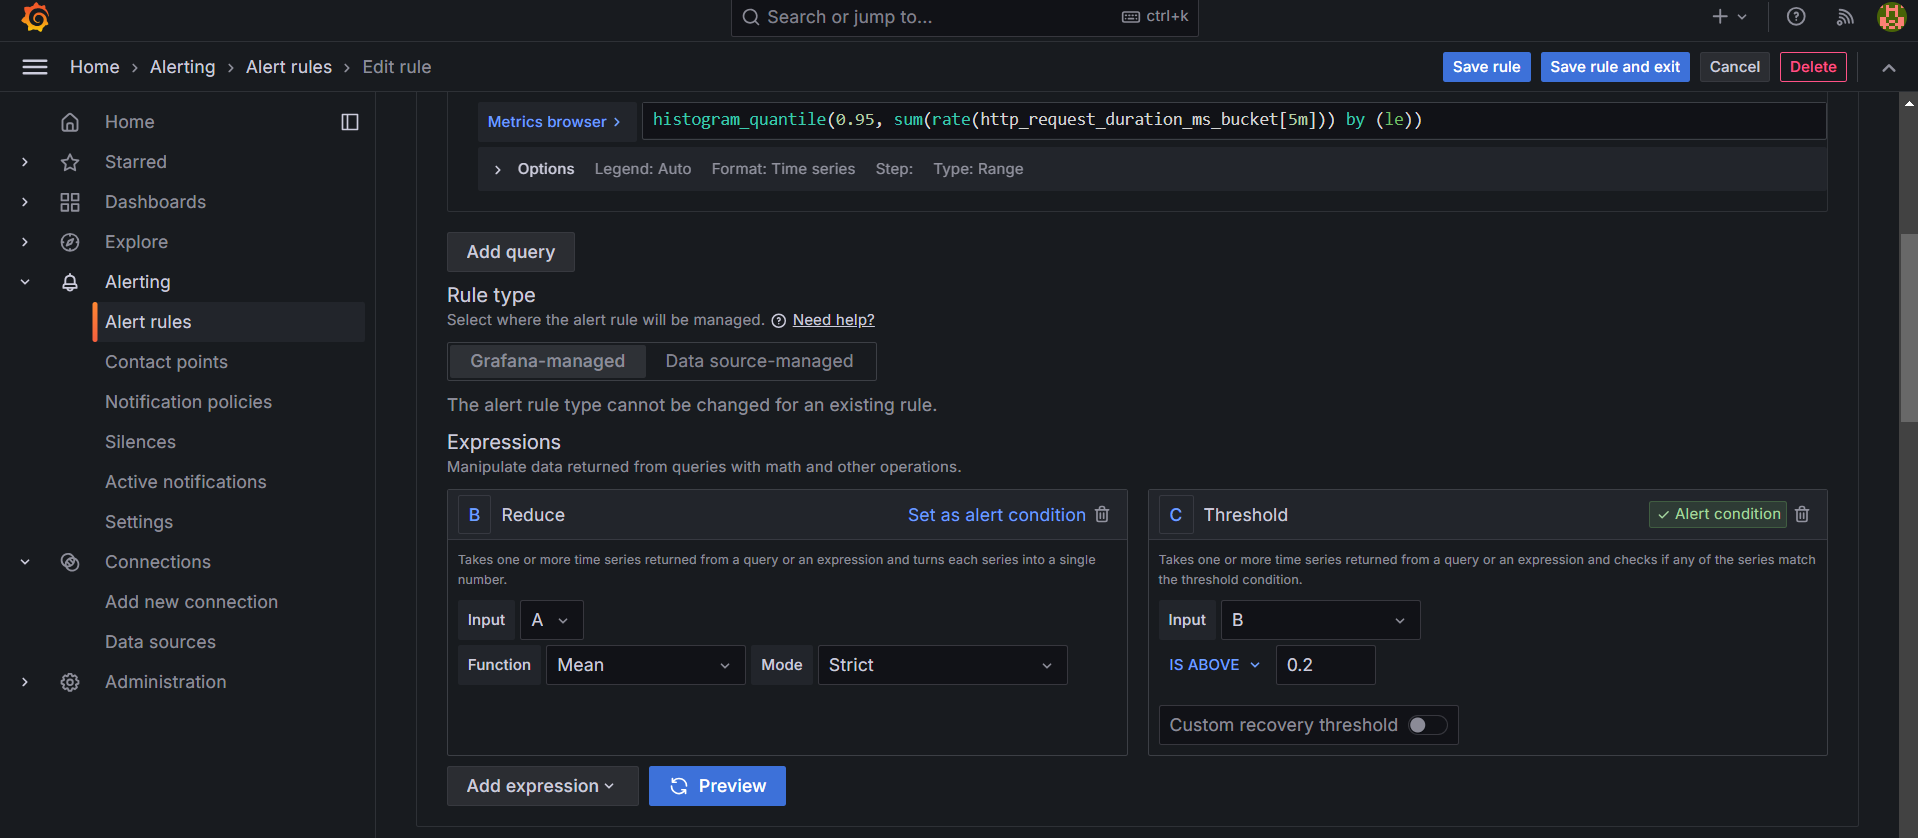 Search or jump to...
ctrl+k
Home › Alerting › Alert rules › Edit rule
Save rule
Save rule and exit
Cancel
Delete
Home
Starred
Dashboards
Explore
Alerting
Alert rules
Contact points
Notification policies
Silences
Active notifications
Settings
Connections
Add new connection
Data sources
Administration
Metrics browser ›
histogram_quantile(0.95, sum(rate(http_request_duration_ms_bucket[5m])) by (le))
Options Legend: Auto Format: Time series Step: Type: Range
Add query
Rule type
Select where the alert rule will be managed. Need help?
Grafana-managed Data source-managed
The alert rule type cannot be changed for an existing rule.
Expressions
Manipulate data returned from queries with math and other operations.
B Reduce Set as alert condition
Takes one or more time series returned from a query or an expression and turns each series into a single
number.
Input A
Function Mean Mode Strict
C Threshold Alert condition
Takes one or more time series returned from a query or an expression and checks if any of the series match
the threshold condition.
Input B
IS ABOVE 0.2
Custom recovery threshold
Add expression
Preview